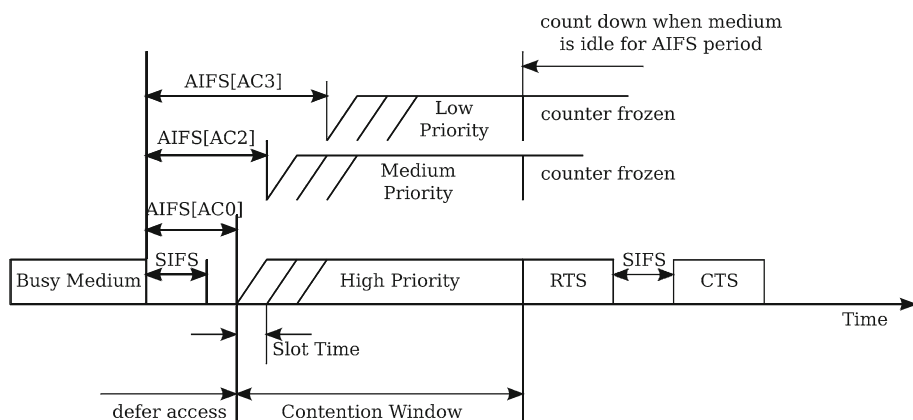 count down when medium
is idle for AIFS period
AIFS[AC3]
Low
Priority
counter frozen
AIFS[AC2]
Medium
Priority
counter frozen
AIFS[AC0]
Busy Medium
SIFS
High Priority
RTS
SIFS
CTS
Time
Slot Time
defer access
Contention Window